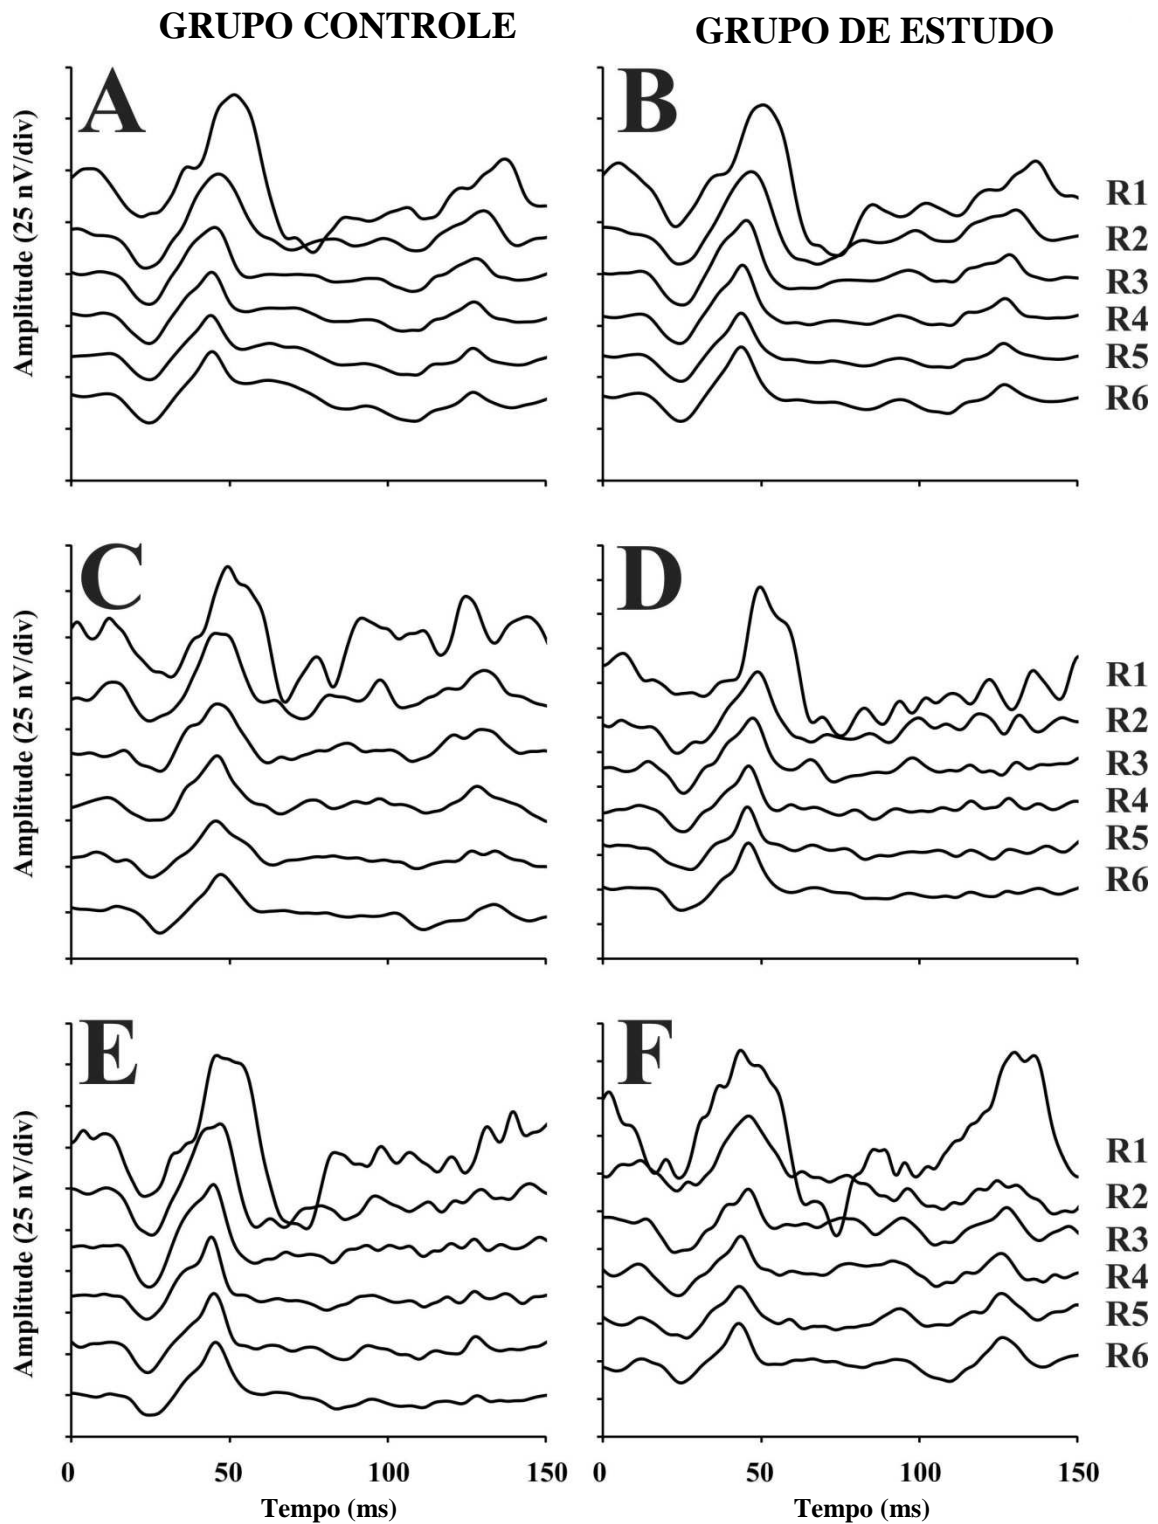 GRUPO CONTROLE
GRUPO DE ESTUDO
A
B
Amplitude (25 nV/div)
R1
R2
R3
R4
R5
R6
C
D
Amplitude (25 nV/div)
R1
R2
R3
R4
R5
R6
E
F
Amplitude (25 nV/div)
R1
R2
R3
R4
R5
R6
0 50 100 150
0 50 100 150
Tempo (ms)
Tempo (ms)